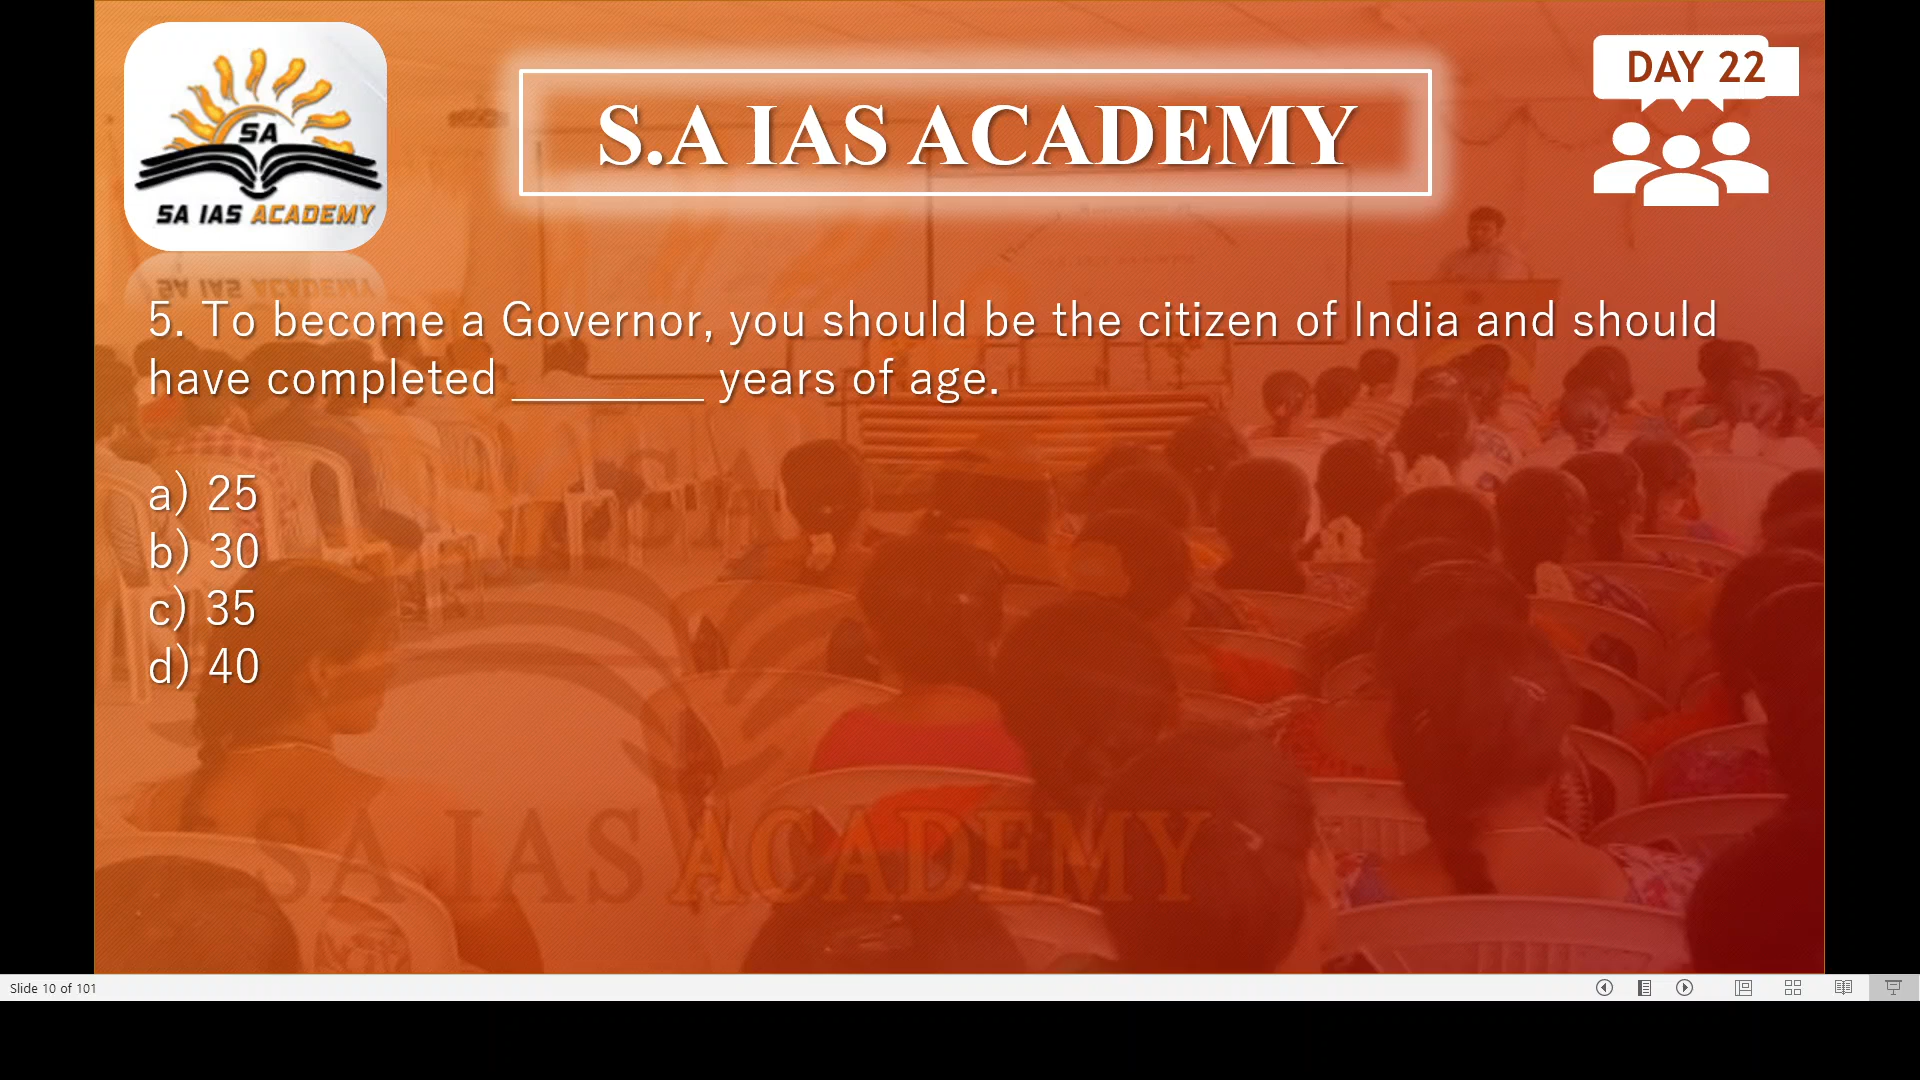 SA
SA IAS ACADEMY
S.A IAS ACADEMY
DAY 22
5. To become a Governor, you should be the citizen of India and should
have completed _________ years of age.
a) 25
b) 30
c) 35
d) 40
SA IAS ACADEMY
Slide 10 of 101